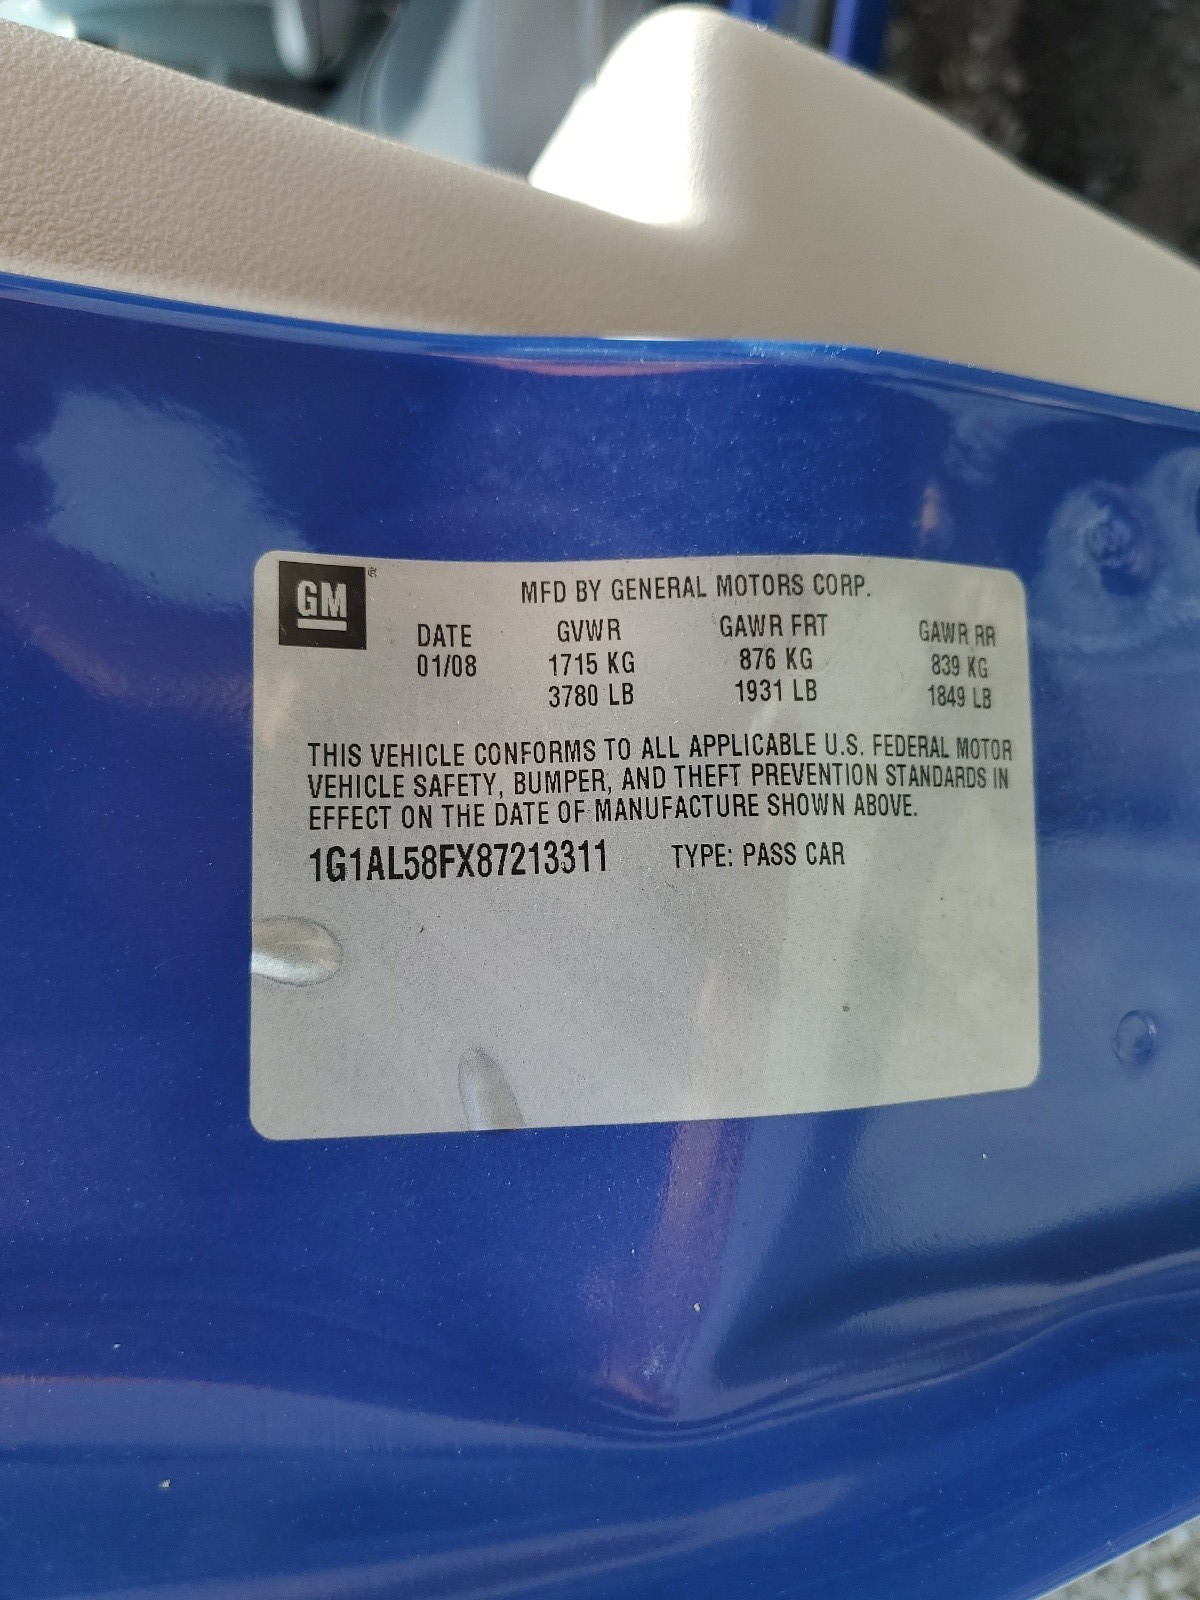 GM
MFD BY GENERAL MOTORS CORP.
DATE GVWR GAWR FRT GAWR RR
01/08 1715 KG 876 KG 839 KG
3780 LB 1931 LB 1849 LB
THIS VEHICLE CONFORMS TO ALL APPLICABLE U.S. FEDERAL MOTOR
VEHICLE SAFETY, BUMPER, AND THEFT PREVENTION STANDARDS IN
EFFECT ON THE DATE OF MANUFACTURE SHOWN ABOVE.
1G1AL58FX87213311 TYPE: PASS CAR